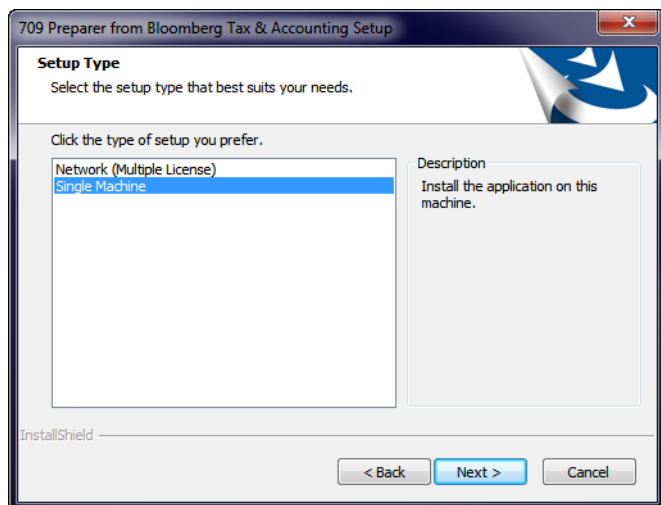 709 Preparer from Bloomberg Tax & Accounting Setup
Setup Type
Select the setup type that best suits your needs.
Click the type of setup you prefer.
Network (Multiple License)
Single Machine
Description
Install the application on this
machine.
InstallShield
< Back
Next >
Cancel